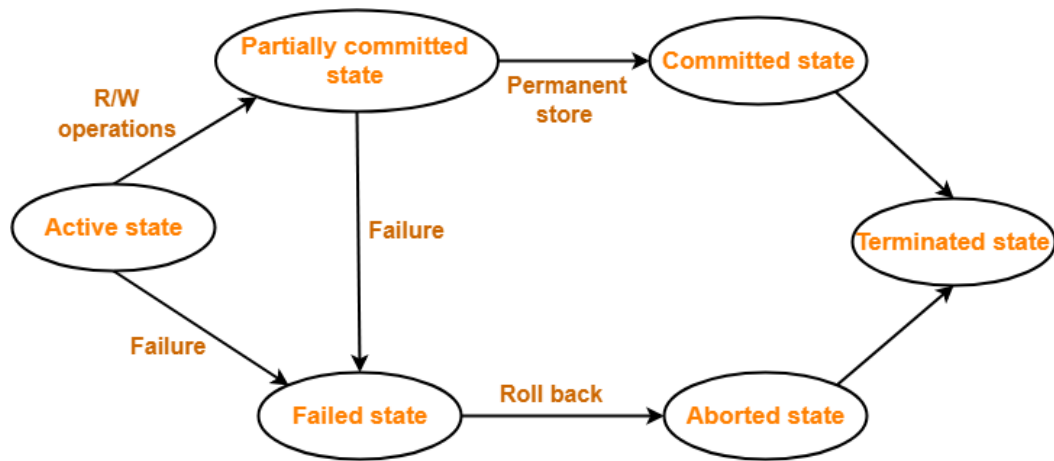 Partially committed
state
Committed state
Permanent
store
R/W
operations
Active state
Failure
Terminated state
Failure
Roll back
Failed state
Aborted state